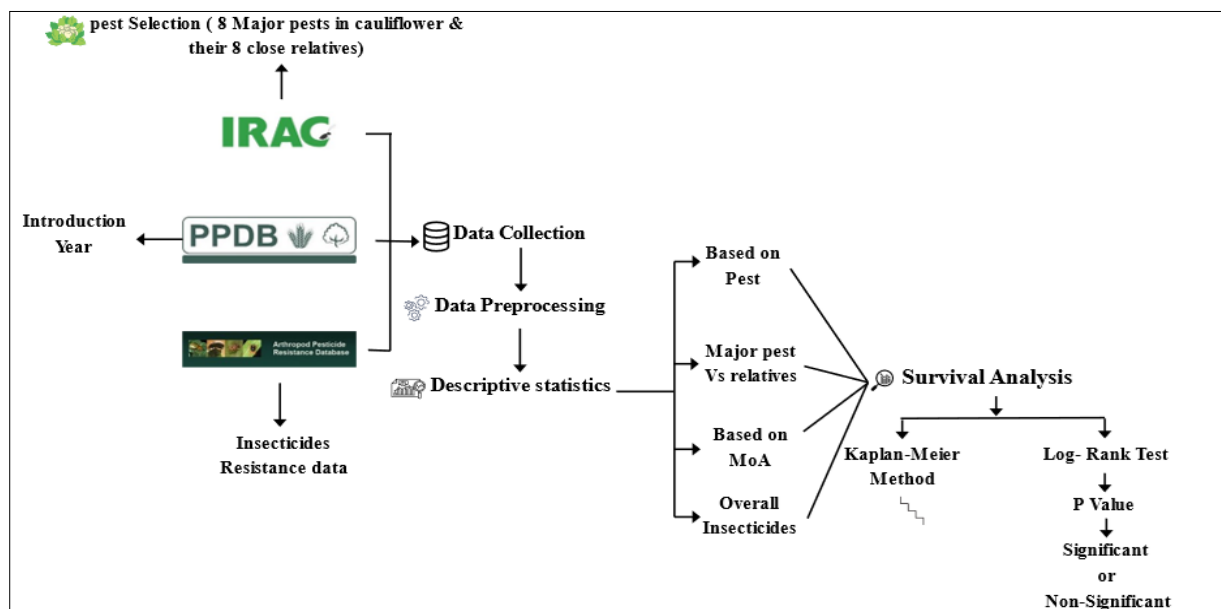 pest Selection ( 8 Major pests in cauliflower &
their 8 close relatives)
IRAC
Introduction
Year
PPDB
Data Collection
Data Preprocessing
Arthropod Pesticide
Resistance Database
Descriptive statistics
Insecticides
Resistance data
Based on
Pest
Major pest
Vs relatives
Based on
MoA
Overall
Insecticides
Survival Analysis
Kaplan-Meier
Method
Log- Rank Test
P Value
Significant
or
Non-Significant